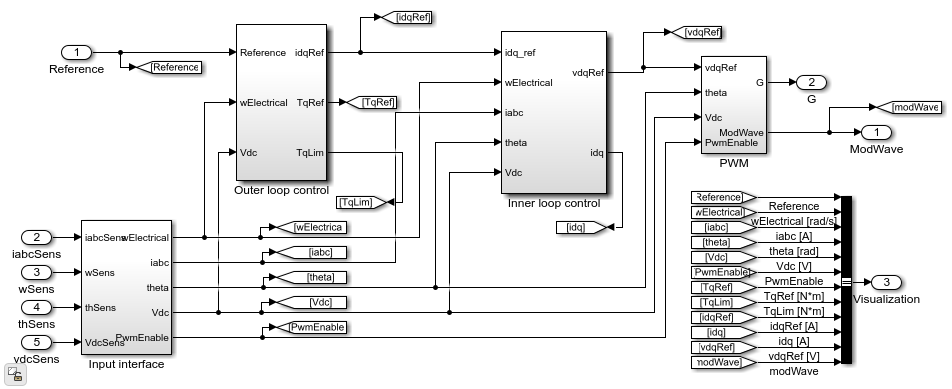 [idqRef]
1
Reference
[Reference
Reference
wElectrical
Vdc
idqRef
TqRef
TqLim
Outer loop control
[TqRef]
[TqLim]
idq_ref
wElectrical
iabc
theta
Vdc
vdqRef
idq
Inner loop control
[idq]
[vdqRef]
vdqRef
theta
Vdc
PwmEnable
G
ModWave
PWM
2
G
[modWave
1
ModWave
2
iabcSens
3
wSens
4
thSens
5
vdcSens
iabcSens
wSens
thSens
VdcSens
wElectrical
iabc
theta
Vdc
PwmEnable
Input interface
[wElectrica
[iabc]
[theta]
[Vdc]
[PwmEnable
Reference]
wElectrical]
[iabc]
[theta]
[Vdc]
PwmEnable]
[TqRef]
[TqLim]
[idqRef]
[idq]
[vdqRef]
modWave]
Reference
wElectrical [rad/s]
iabc [A]
theta [rad]
Vdc [V]
PwmEnable
TqRef [N*m]
TqLim [N*m]
idqRef [A]
idq [A]
vdqRef [V]
modWave
3
Visualization